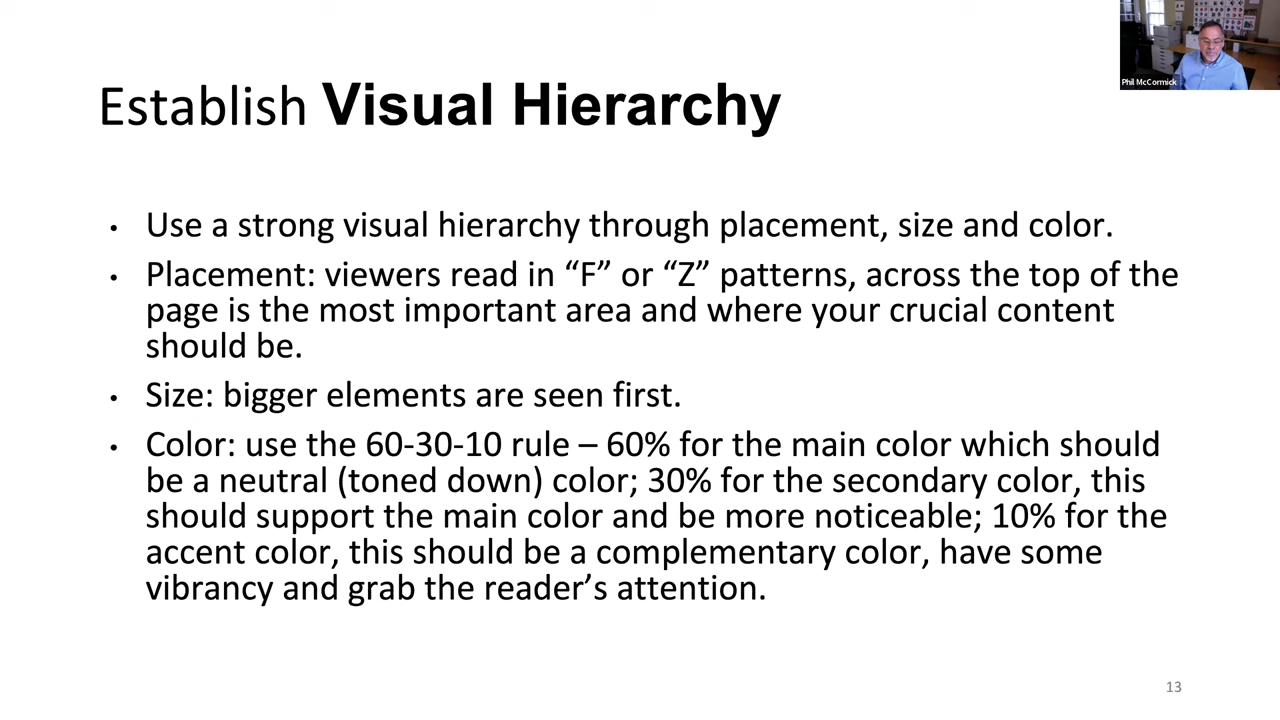 Phil McCormick
Establish Visual Hierarchy
• Use a strong visual hierarchy through placement, size and color.
• Placement: viewers read in “F” or “Z” patterns, across the top of the
page is the most important area and where your crucial content
should be.
• Size: bigger elements are seen first.
• Color: use the 60-30-10 rule – 60% for the main color which should
be a neutral (toned down) color; 30% for the secondary color, this
should support the main color and be more noticeable; 10% for the
accent color, this should be a complementary color, have some
vibrancy and grab the reader’s attention.
13